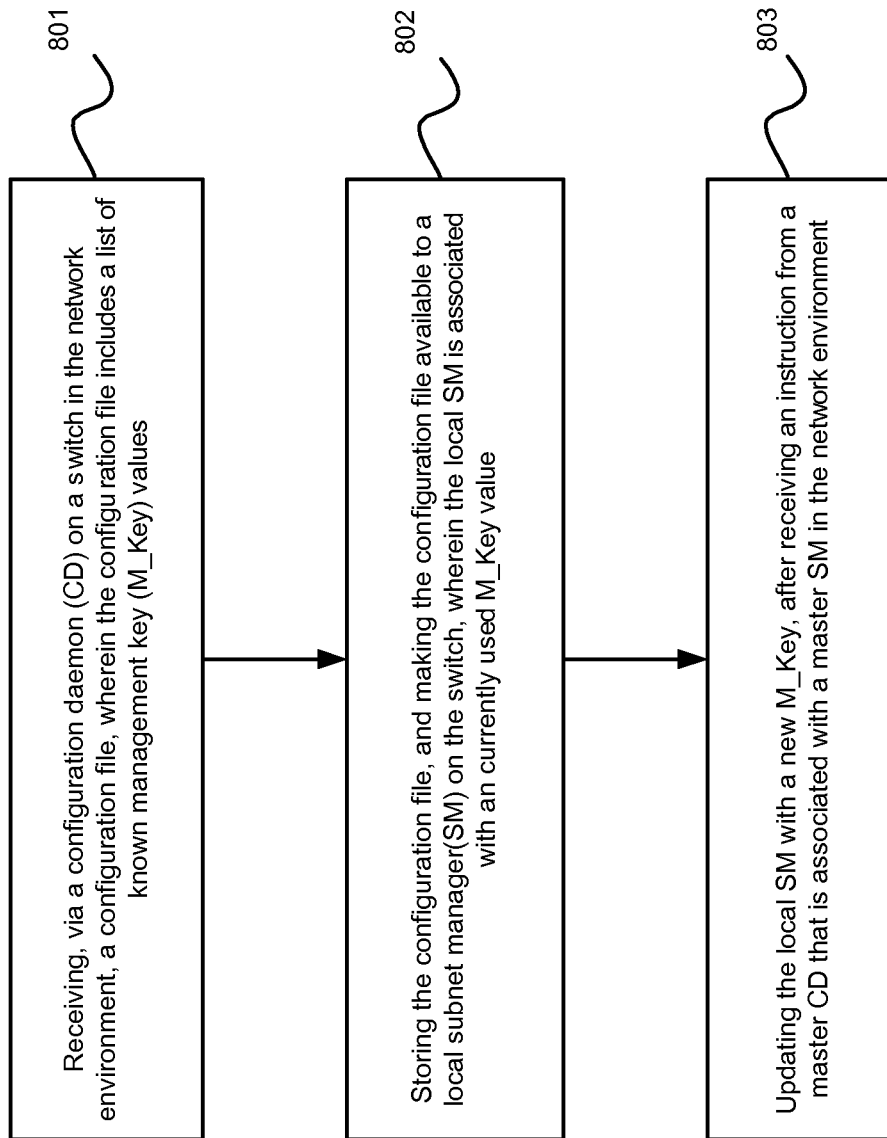 Receiving, via a configuration daemon (CD) on a switch in the network
environment, a configuration file, wherein the configuration file includes a list of
known management key (M_Key) values
801
Storing the configuration file, and making the configuration file available to a
local subnet manager(SM) on the switch, wherein the local SM is associated
with an currently used M_Key value
802
Updating the local SM with a new M_Key, after receiving an instruction from a
master CD that is associated with a master SM in the network environment
803